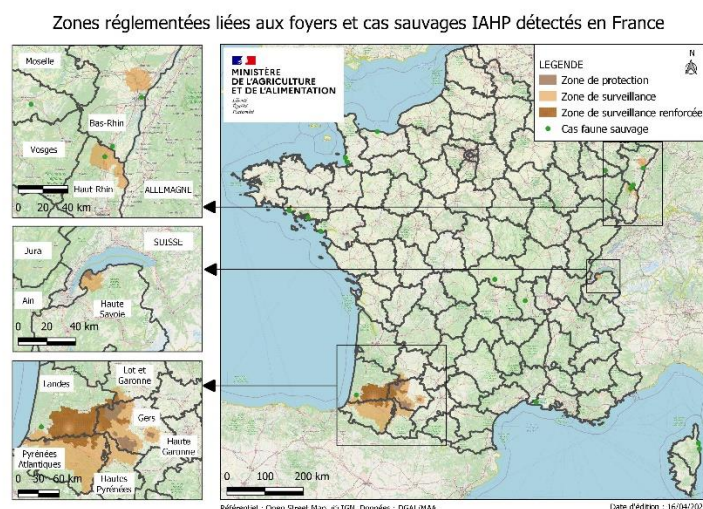 Zones réglementées liées aux foyers et cas sauvages IAHP détectés en France
Moselle
Bas-Rhin
Vosges
Haut Rhin
ALLEMAGNE
0 20 40 km
Jura
SUISSE
Ain
Haute
Savoie
0 20 40 km
Landes
Lot et
Garonne
Gers
Haute
Garonne
Pyrénées
Atlantiques
Hautes
Pyrénées
0 30 60 km
MINISTÈRE
DE L'AGRICULTURE
ET DE L'ALIMENTATION
Liberté
Égalité
Fraternité
N
LEGENDE
Zone de protection
Zone de surveillance
Zone de surveillance renforcée
Cas faune sauvage
0 100 200 km
Référentiel : Open Street Map, © IGN, Données : DGAL/MAA
Date d'édition : 16/04/202